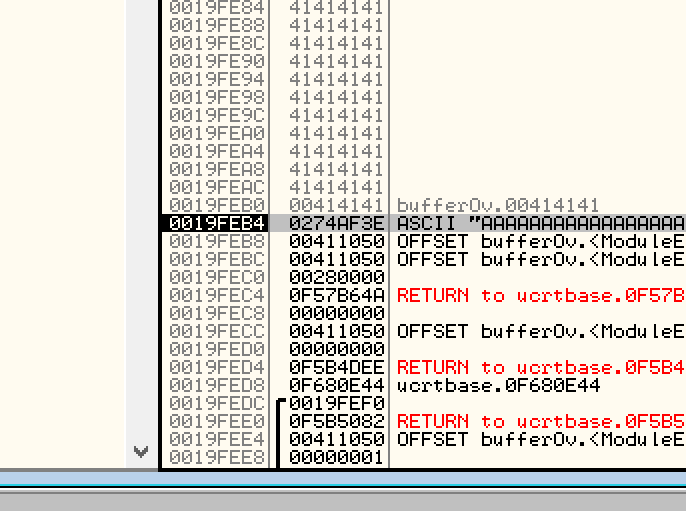 0019FE84 41414141
0019FE88 41414141
0019FE8C 41414141
0019FE90 41414141
0019FE94 41414141
0019FE98 41414141
0019FE9C 41414141
0019FEA0 41414141
0019FEA4 41414141
0019FEA8 41414141
0019FEAC 41414141
0019FEB0 00414141 bufferOv.00414141
0019FEB4 0274AF3E ASCII "AAAAAAAAAAAAAAAAA
0019FEB8 00411050 OFFSET bufferOv.<ModuleE
0019FEBC 00411050 OFFSET bufferOv.<ModuleE
0019FEC0 00280000
0019FEC4 0F57B64A RETURN to ucrtbase.0F57B
0019FEC8 00000000
0019FECC 00411050 OFFSET bufferOv.<ModuleE
0019FED0 00000000
0019FED4 0F5B4DEE RETURN to ucrtbase.0F5B4
0019FED8 0F680E44 ucrtbase.0F680E44
0019FEDC 0019FEF0
0019FEE0 0F5B5082 RETURN to ucrtbase.0F5B5
0019FEE4 00411050 OFFSET bufferOv.<ModuleE
0019FEE8 00000001